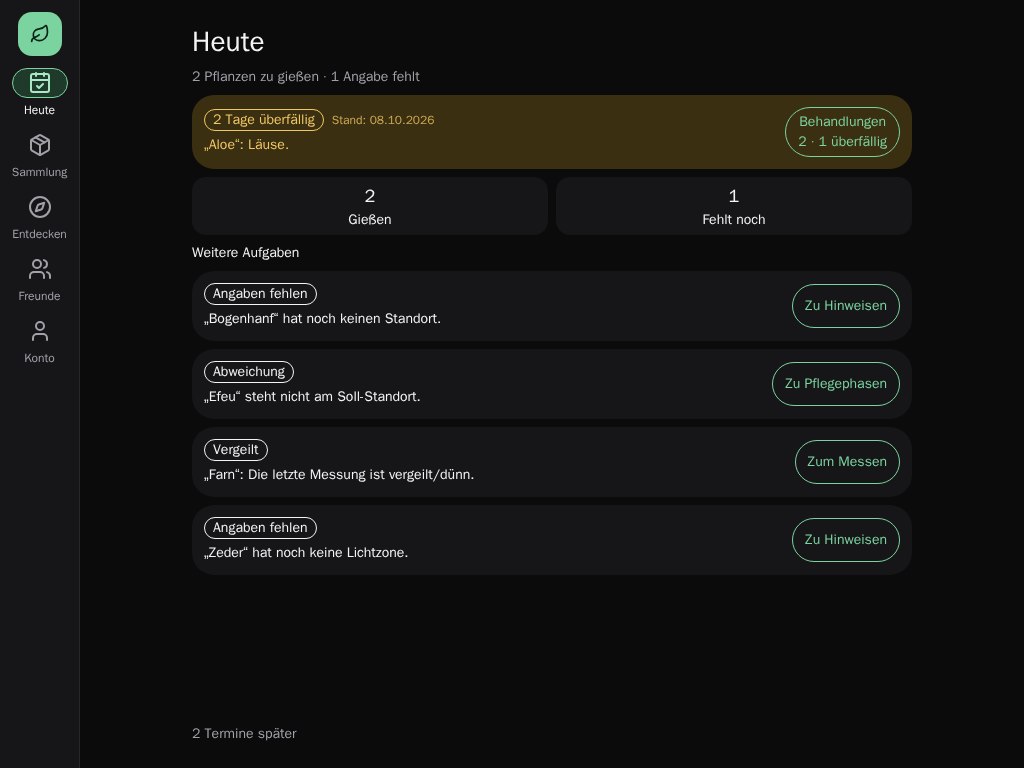 Heute
Sammlung
Entdecken
Freunde
Konto
Heute
2 Pflanzen zu gießen · 1 Angabe fehlt
2 Tage überfällig Stand: 08.10.2026
„Aloe“: Läuse.
Behandlungen
2 · 1 überfällig
2
Gießen
1
Fehlt noch
Weitere Aufgaben
Angaben fehlen
„Bogenhanf“ hat noch keinen Standort.
Zu Hinweisen
Abweichung
„Efeu“ steht nicht am Soll-Standort.
Zu Pflegephasen
Vergeilt
„Farn“: Die letzte Messung ist vergeilt/dünn.
Zum Messen
Angaben fehlen
„Zeder“ hat noch keine Lichtzone.
Zu Hinweisen
2 Termine später